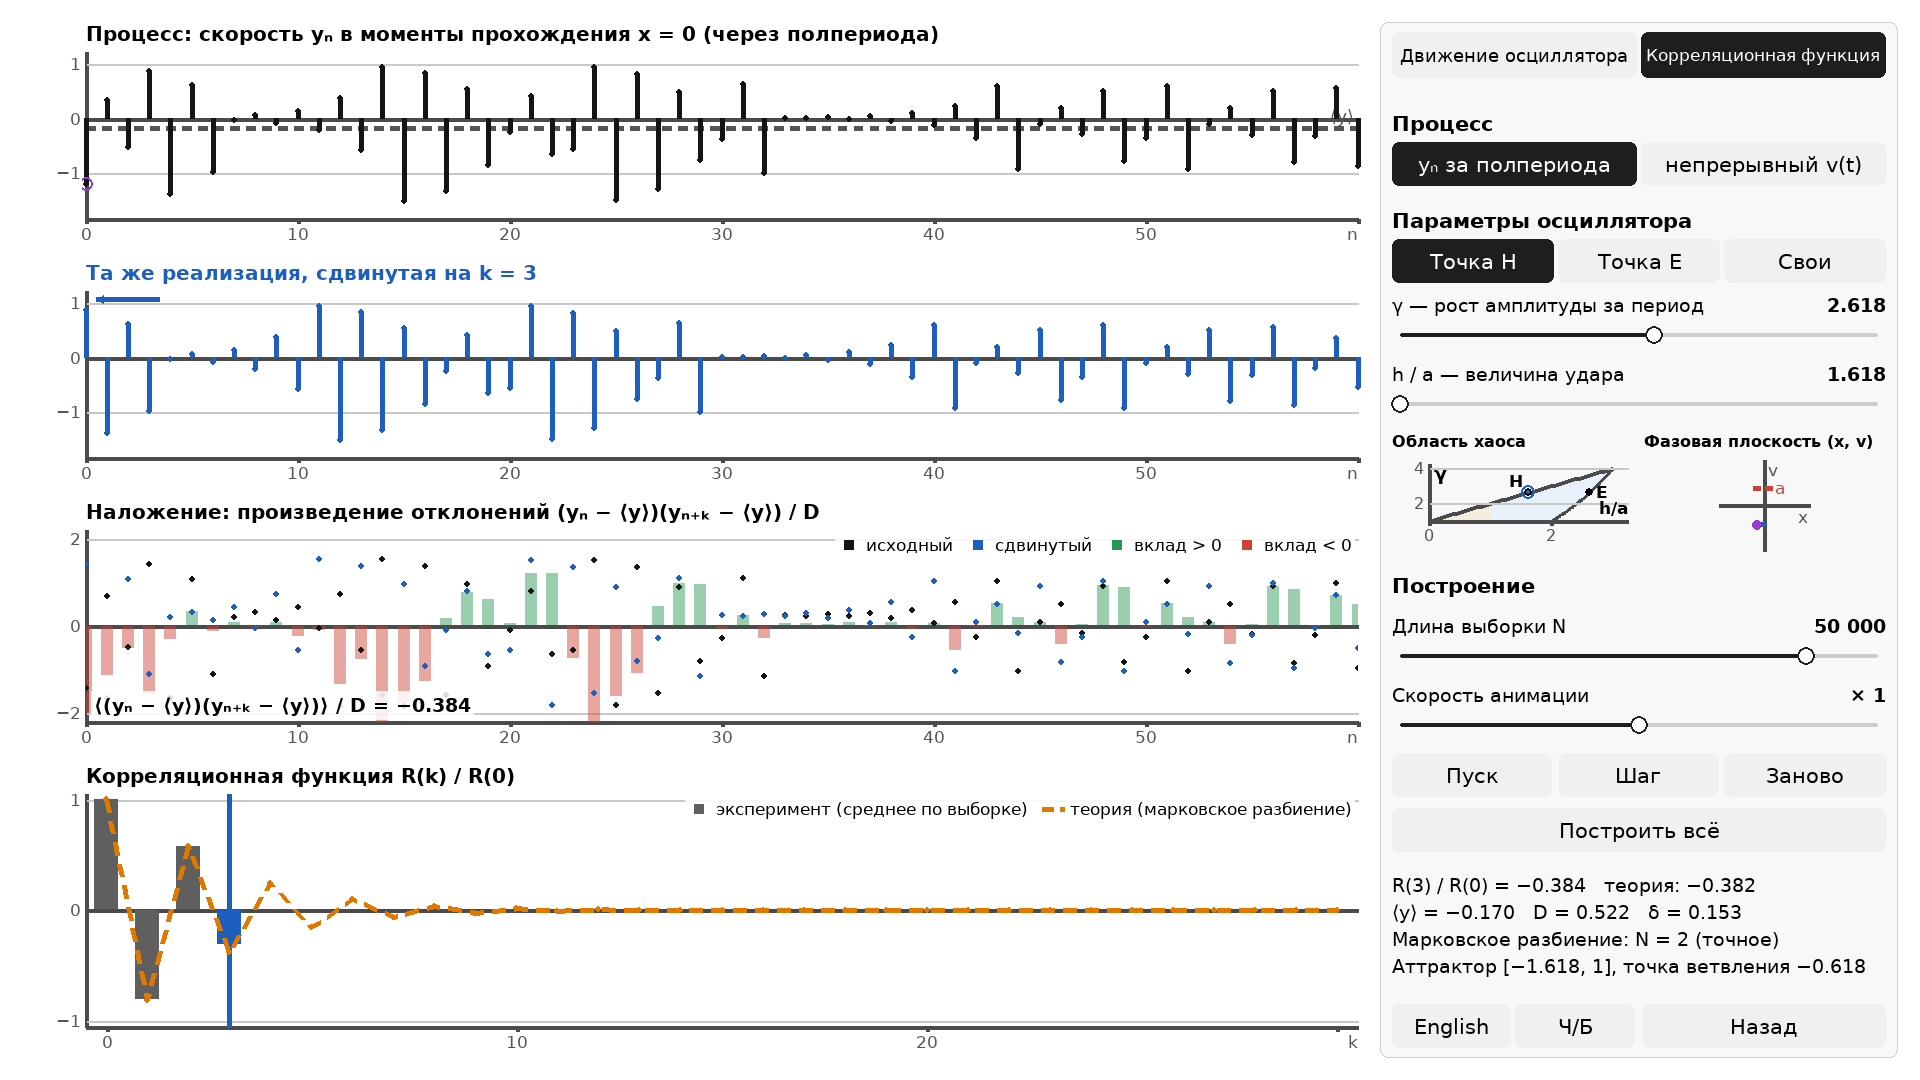 Процесс: скорость yₙ в моменты прохождения x = 0 (через полпериода)
1
0
−1
⟨y⟩
0 10 20 30 40 50 n
Та же реализация, сдвинутая на k = 3
1
0
−1
0 10 20 30 40 50 n
Наложение: произведение отклонений (yₙ − ⟨y⟩)(yₙ₊ₖ − ⟨y⟩) / D
2
исходный сдвинутый вклад > 0 вклад < 0
0
⟨(yₙ − ⟨y⟩)(yₙ₊ₖ − ⟨y⟩)⟩ / D = −0.384
−2
0 10 20 30 40 50 n
Корреляционная функция R(k) / R(0)
1
эксперимент (среднее по выборке) теория (марковское разбиение)
0
−1
0 10 20 k
Движение осциллятора Корреляционная функция
Процесс
yₙ за полпериода непрерывный v(t)
Параметры осциллятора
Точка H Точка E Свои
γ — рост амплитуды за период 2.618
h / a — величина удара 1.618
Область хаоса Фазовая плоскость (x, v)
4 γ H E 2 h/a 0 2
v a x
Построение
Длина выборки N 50 000
Скорость анимации × 1
Пуск Шаг Заново
Построить всё
R(3) / R(0) = −0.384 теория: −0.382
⟨y⟩ = −0.170 D = 0.522 δ = 0.153
Марковское разбиение: N = 2 (точное)
Аттрактор [−1.618, 1], точка ветвления −0.618
English Ч/Б Назад